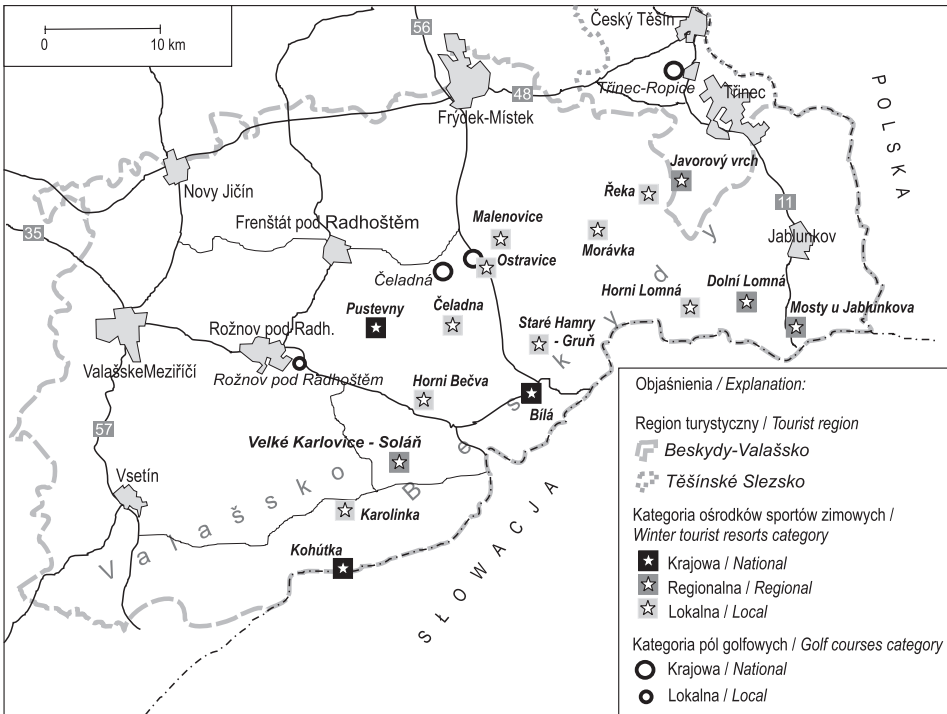 0 10 km
56
Český Těšín
Třinec-Ropice
Třinec
48
Frýdek-Místek
POLSKA
Novy Jičín
Javorový vrch
Řeka
11
35
Frenštát pod Radhoštěm
Malenovice
Morávka
Jablunkov
Ostravice
Čeladná
Horni Lomná
Dolní Lomná
Pustevny
Čeladna
Mosty u Jablunkova
Rožnov pod Radh.
Staré Hamry
- Gruň
ValašskeMeziříčí
Rožnov pod Radhoštěm
Horni Bečva
Bílá
57
Velké Karlovice - Soláň
Vsetín
Karolinka
Kohútka
Valašsko
Beskydy
SŁOWACJA
Objaśnienia / Explanation:
Region turystyczny / Tourist region
Beskydy-Valašsko
Těšínské Slezsko
Kategoria ośrodków sportów zimowych /
Winter tourist resorts category
Krajowa / National
Regionalna / Regional
Lokalna / Local
Kategoria pól golfowych / Golf courses category
Krajowa / National
Lokalna / Local